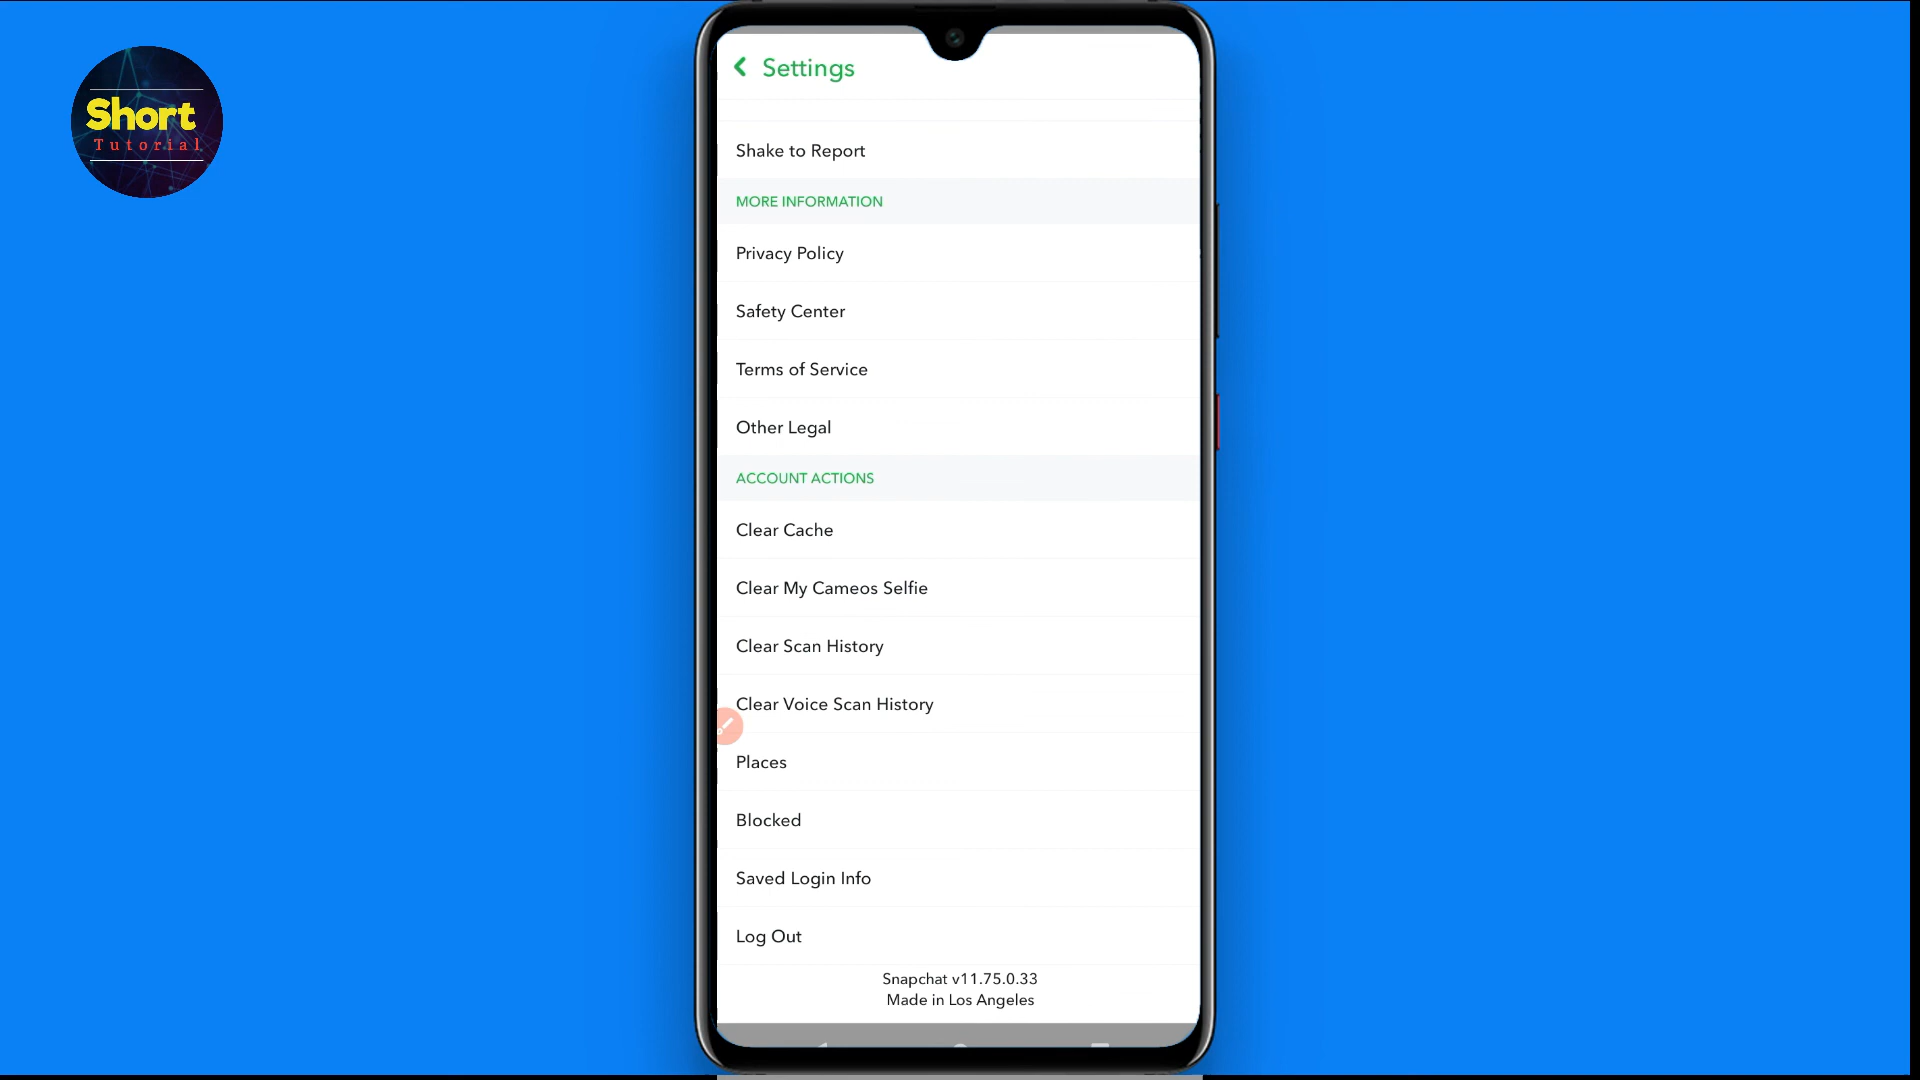 Short
Tutorial
Settings
Shake to Report
MORE INFORMATION
Privacy Policy
Safety Center
Terms of Service
Other Legal
ACCOUNT ACTIONS
Clear Cache
Clear My Cameos Selfie
Clear Scan History
Clear Voice Scan History
Places
Blocked
Saved Login Info
Log Out
Snapchat v11.75.0.33
Made in Los Angeles